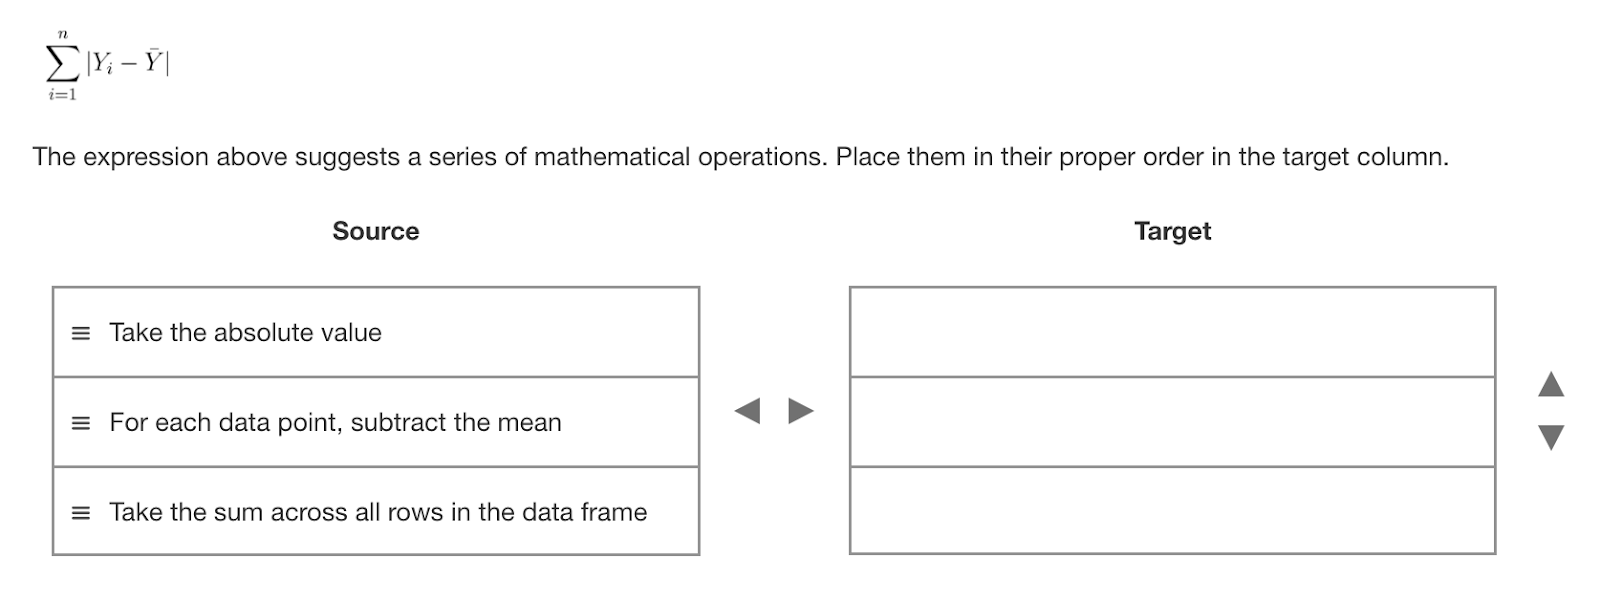 n
∑ |Yᵢ − Ȳ|
i=1
The expression above suggests a series of mathematical operations. Place them in their proper order in the target column.
Source
Target
Take the absolute value
For each data point, subtract the mean
Take the sum across all rows in the data frame